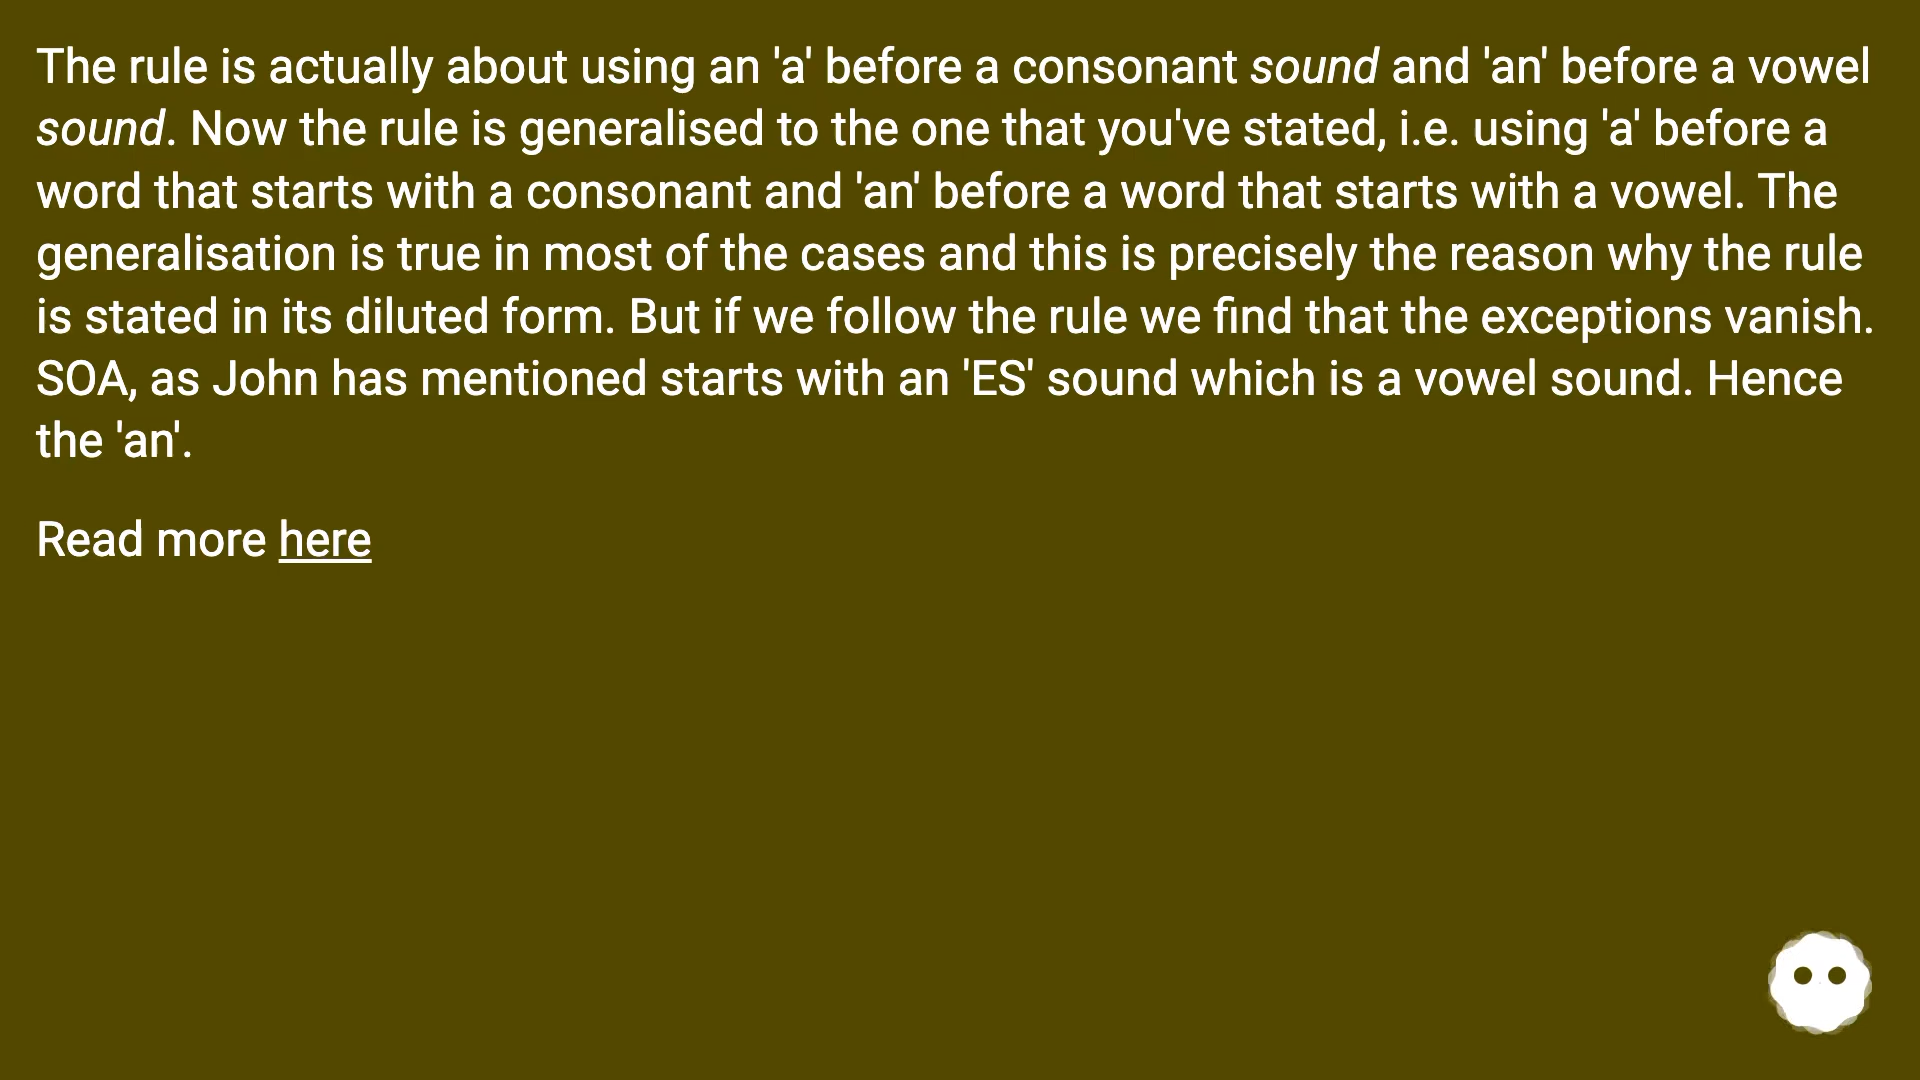 The rule is actually about using an 'a' before a consonant sound and 'an' before a vowel
sound. Now the rule is generalised to the one that you've stated, i.e. using 'a' before a
word that starts with a consonant and 'an' before a word that starts with a vowel. The
generalisation is true in most of the cases and this is precisely the reason why the rule
is stated in its diluted form. But if we follow the rule we find that the exceptions vanish.
SOA, as John has mentioned starts with an 'ES' sound which is a vowel sound. Hence
the 'an'.
Read more here